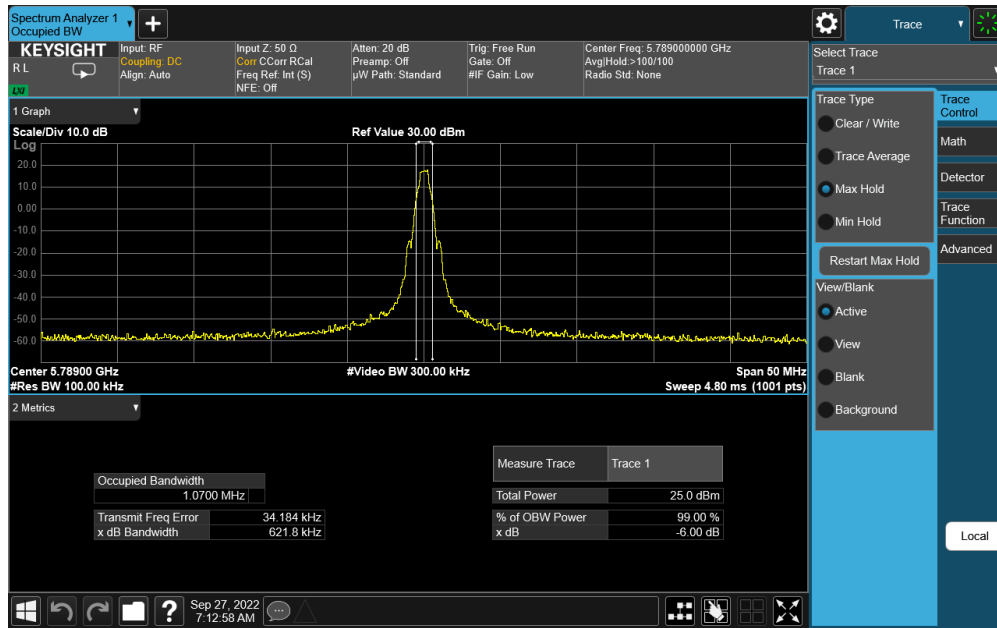 Spectrum Analyzer 1
Occupied BW
Trace
KEYSIGHT
R L
LXI
Input: RF
Coupling: DC
Align: Auto
Input Z: 50 Ω
Corr CCorr RCal
Freq Ref: Int (S)
NFE: Off
Atten: 20 dB
Preamp: Off
µW Path: Standard
Trig: Free Run
Gate: Off
#IF Gain: Low
Center Freq: 5.789000000 GHz
Avg|Hold:>100/100
Radio Std: None
Select Trace
Trace 1
1 Graph
Scale/Div 10.0 dB
Ref Value 30.00 dBm
Log
20.0
10.0
0.00
-10.0
-20.0
-30.0
-40.0
-50.0
-60.0
Center 5.78900 GHz
#Video BW 300.00 kHz
Span 50 MHz
#Res BW 100.00 kHz
Sweep 4.80 ms (1001 pts)
Trace Type
Clear / Write
Trace Average
Max Hold
Min Hold
Restart Max Hold
View/Blank
Active
View
Blank
Background
Trace
Control
Math
Detector
Trace
Function
Advanced
Local
2 Metrics
Occupied Bandwidth
1.0700 MHz
Transmit Freq Error 34.184 kHz
x dB Bandwidth 621.8 kHz
Measure Trace Trace 1
Total Power 25.0 dBm
% of OBW Power 99.00 %
x dB -6.00 dB
?
Sep 27, 2022
7:12:58 AM